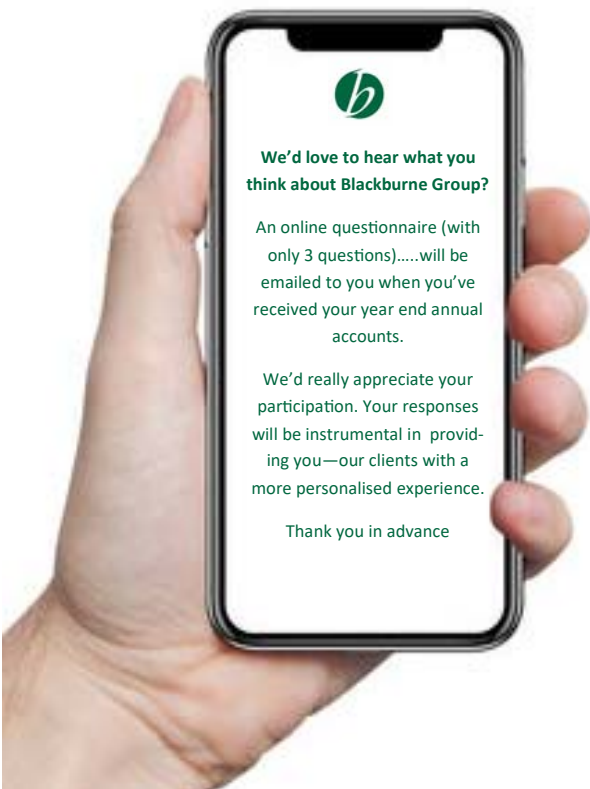 b
We'd love to hear what you
think about Blackburne Group?
An online questionnaire (with
only 3 questions)…..will be
emailed to you when you've
received your year end annual
accounts.
We'd really appreciate your
participation. Your responses
will be instrumental in  provid-
ing you—our clients with a
more personalised experience.
Thank you in advance